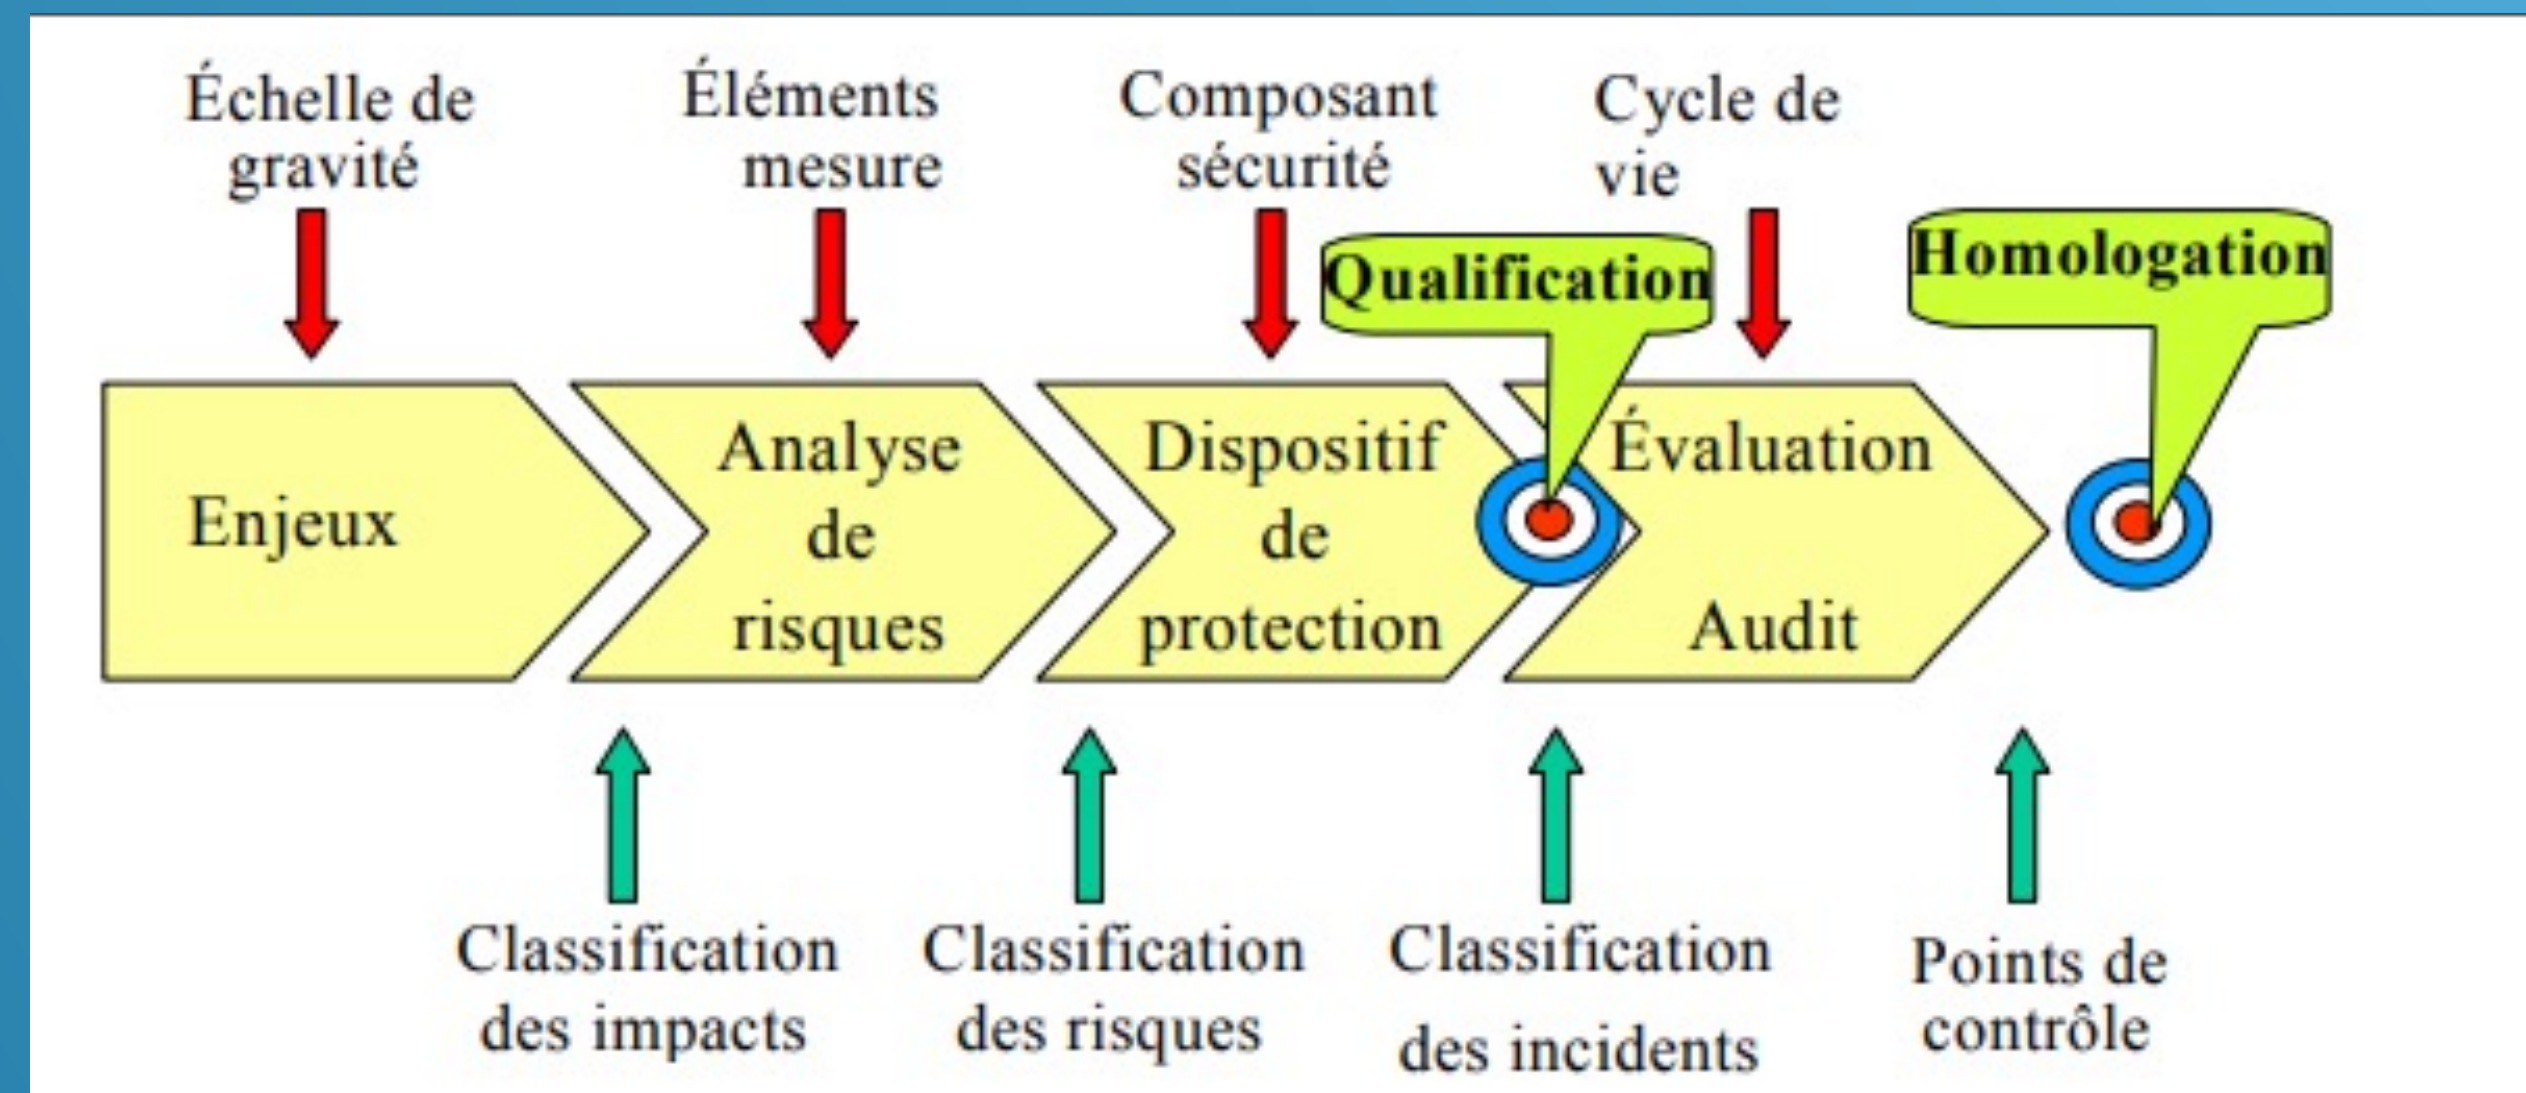 Échelle de
gravité
Éléments
mesure
Composant
sécurité
Cycle de
vie
Qualification
Homologation
Enjeux
Analyse
de
risques
Dispositif
de
protection
Évaluation
Audit
Classification
des impacts
Classification
des risques
Classification
des incidents
Points de
contrôle